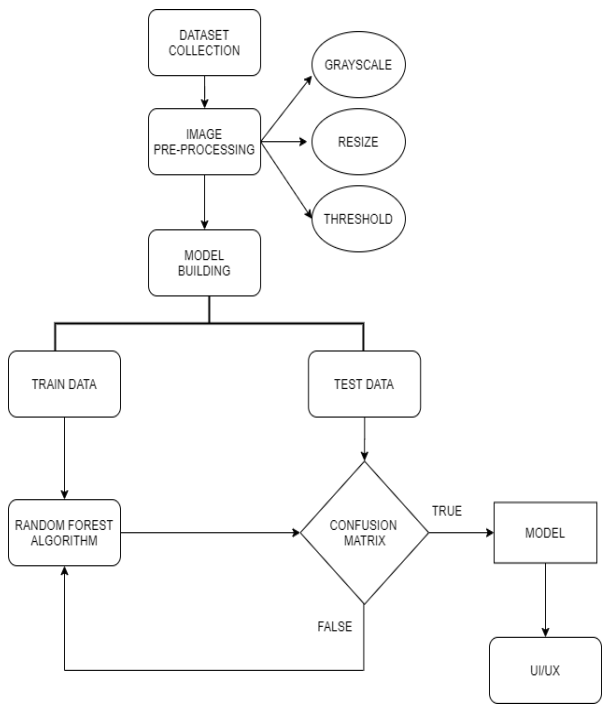 DATASET
COLLECTION
GRAYSCALE
IMAGE
PRE-PROCESSING
RESIZE
THRESHOLD
MODEL
BUILDING
TRAIN DATA
TEST DATA
RANDOM FOREST
ALGORITHM
CONFUSION
MATRIX
TRUE
MODEL
FALSE
UI/UX